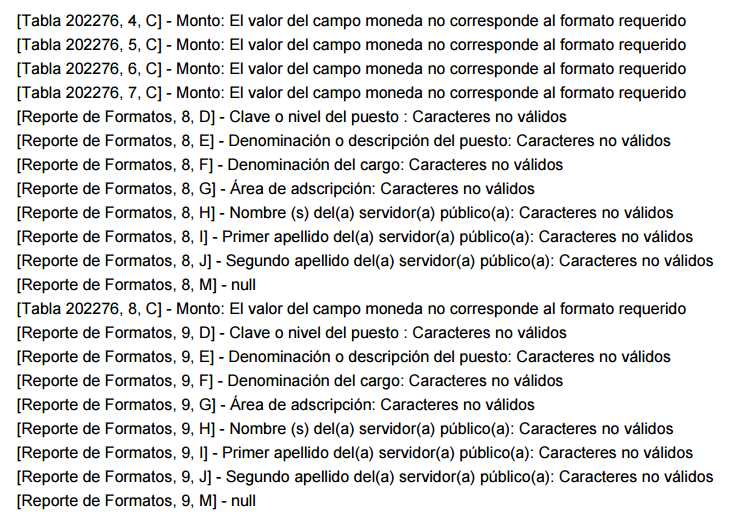 [Tabla 202276, 4, C] - Monto: El valor del campo moneda no corresponde al formato requerido
[Tabla 202276, 5, C] - Monto: El valor del campo moneda no corresponde al formato requerido
[Tabla 202276, 6, C] - Monto: El valor del campo moneda no corresponde al formato requerido
[Tabla 202276, 7, C] - Monto: El valor del campo moneda no corresponde al formato requerido
[Reporte de Formatos, 8, D] - Clave o nivel del puesto : Caracteres no válidos
[Reporte de Formatos, 8, E] - Denominación o descripción del puesto: Caracteres no válidos
[Reporte de Formatos, 8, F] - Denominación del cargo: Caracteres no válidos
[Reporte de Formatos, 8, G] - Área de adscripción: Caracteres no válidos
[Reporte de Formatos, 8, H] - Nombre (s) del(a) servidor(a) público(a): Caracteres no válidos
[Reporte de Formatos, 8, I] - Primer apellido del(a) servidor(a) público(a): Caracteres no válidos
[Reporte de Formatos, 8, J] - Segundo apellido del(a) servidor(a) público(a): Caracteres no válidos
[Reporte de Formatos, 8, M] - null
[Tabla 202276, 8, C] - Monto: El valor del campo moneda no corresponde al formato requerido
[Reporte de Formatos, 9, D] - Clave o nivel del puesto : Caracteres no válidos
[Reporte de Formatos, 9, E] - Denominación o descripción del puesto: Caracteres no válidos
[Reporte de Formatos, 9, F] - Denominación del cargo: Caracteres no válidos
[Reporte de Formatos, 9, G] - Área de adscripción: Caracteres no válidos
[Reporte de Formatos, 9, H] - Nombre (s) del(a) servidor(a) público(a): Caracteres no válidos
[Reporte de Formatos, 9, I] - Primer apellido del(a) servidor(a) público(a): Caracteres no válidos
[Reporte de Formatos, 9, J] - Segundo apellido del(a) servidor(a) público(a): Caracteres no válidos
[Reporte de Formatos, 9, M] - null